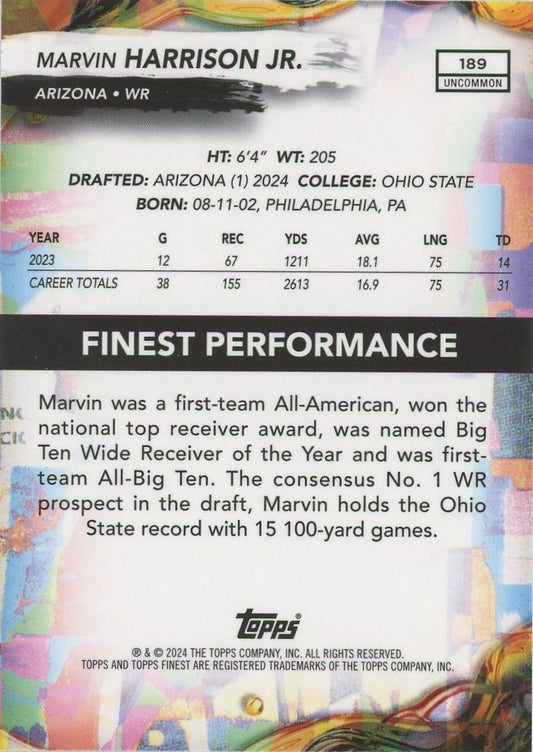 MARVIN HARRISON JR.
189
UNCOMMON
ARIZONA • WR
HT: 6'4" WT: 205
DRAFTED: ARIZONA (1) 2024 COLLEGE: OHIO STATE
BORN: 08-11-02, PHILADELPHIA, PA
YEAR G REC YDS AVG LNG TD
2023 12 67 1211 18.1 75 14
CAREER TOTALS 38 155 2613 16.9 75 31
FINEST PERFORMANCE
Marvin was a first-team All-American, won the
national top receiver award, was named Big
Ten Wide Receiver of the Year and was first-
team All-Big Ten. The consensus No. 1 WR
prospect in the draft, Marvin holds the Ohio
State record with 15 100-yard games.
TOPPS®
® & © 2024 THE TOPPS COMPANY, INC. ALL RIGHTS RESERVED.
TOPPS AND TOPPS FINEST ARE REGISTERED TRADEMARKS OF THE TOPPS COMPANY, INC.